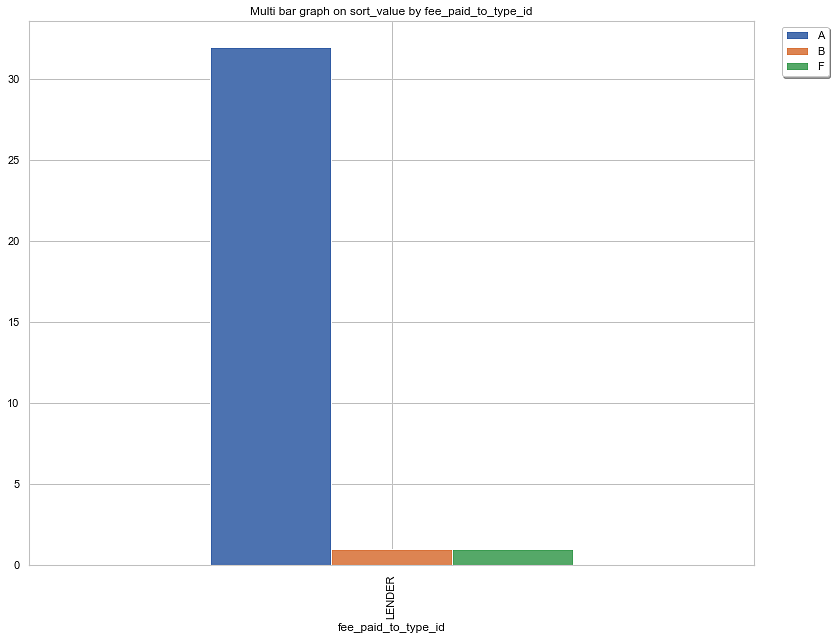 Multi bar graph on sort_value by fee_paid_to_type_id
A
B
F
30
25
20
15
10
5
0
LENDER
fee_paid_to_type_id